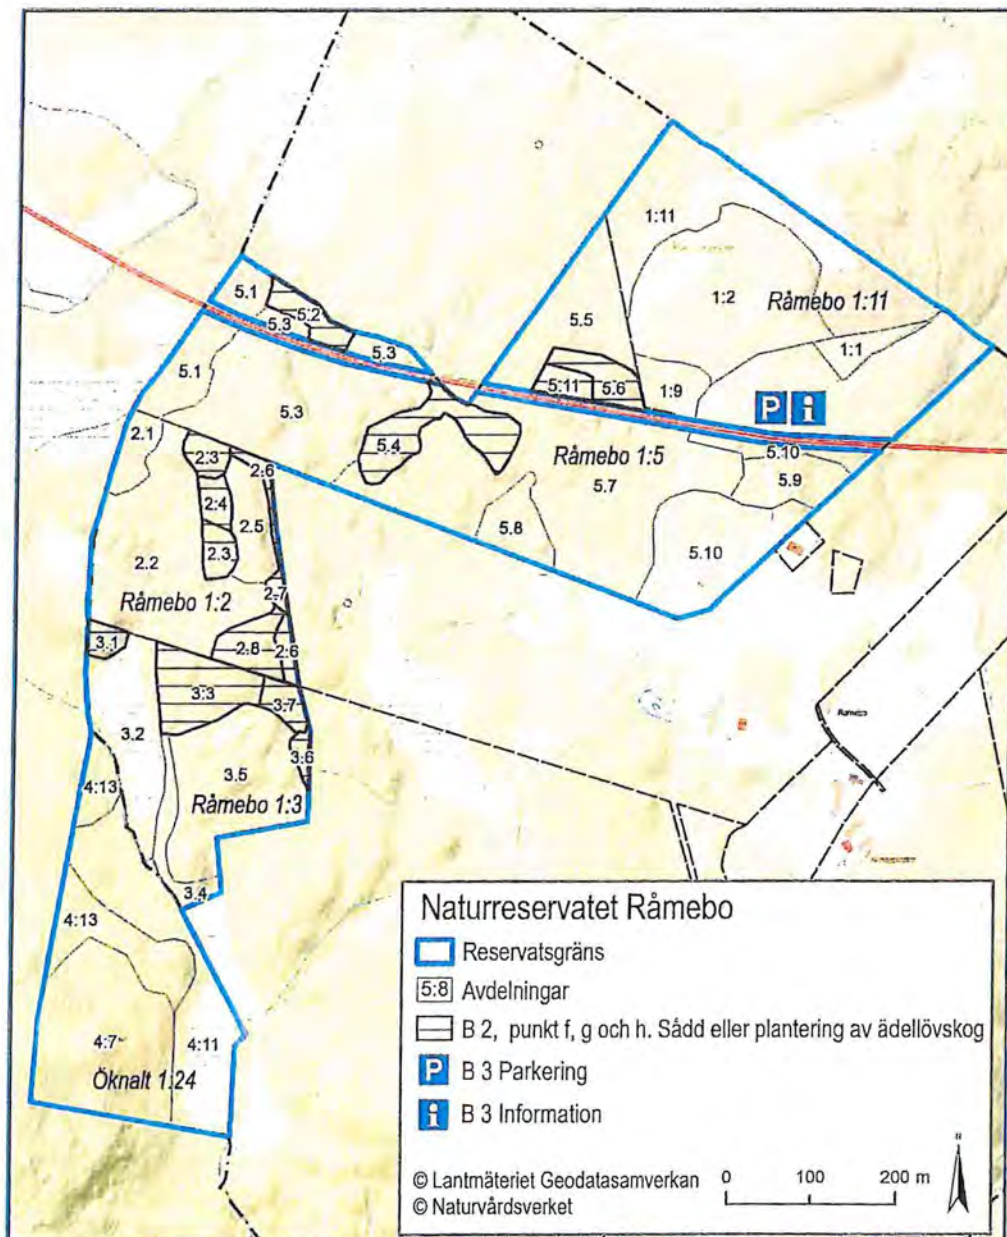 1:11
1:2
Råmebo 1:11
5.1
5:2
5.3
5.3
5.5
1:1
5.1
5:11
5.6
1:9
P i
5.3
2.1
5.4
Råmebo 1:5
5.10
2:3
2:6
5.7
5.9
2:4
2.5
5.8
2.3
5.10
2.2
2.7
Råmebo 1:2
3.1
2.8
2:6
3:3
3.7
Råmebo
3.2
3:6
3.5
4:13
Råmebo 1:3
3.4
4:13
4:7
4:11
Öknalt 1:24
Naturreservatet Råmebo
Reservatsgräns
5:8 Avdelningar
B 2, punkt f, g och h. Sådd eller plantering av ädellövskog
P B 3 Parkering
i B 3 Information
N
© Lantmäteriet Geodatasamverkan
© Naturvårdsverket
0 100 200 m